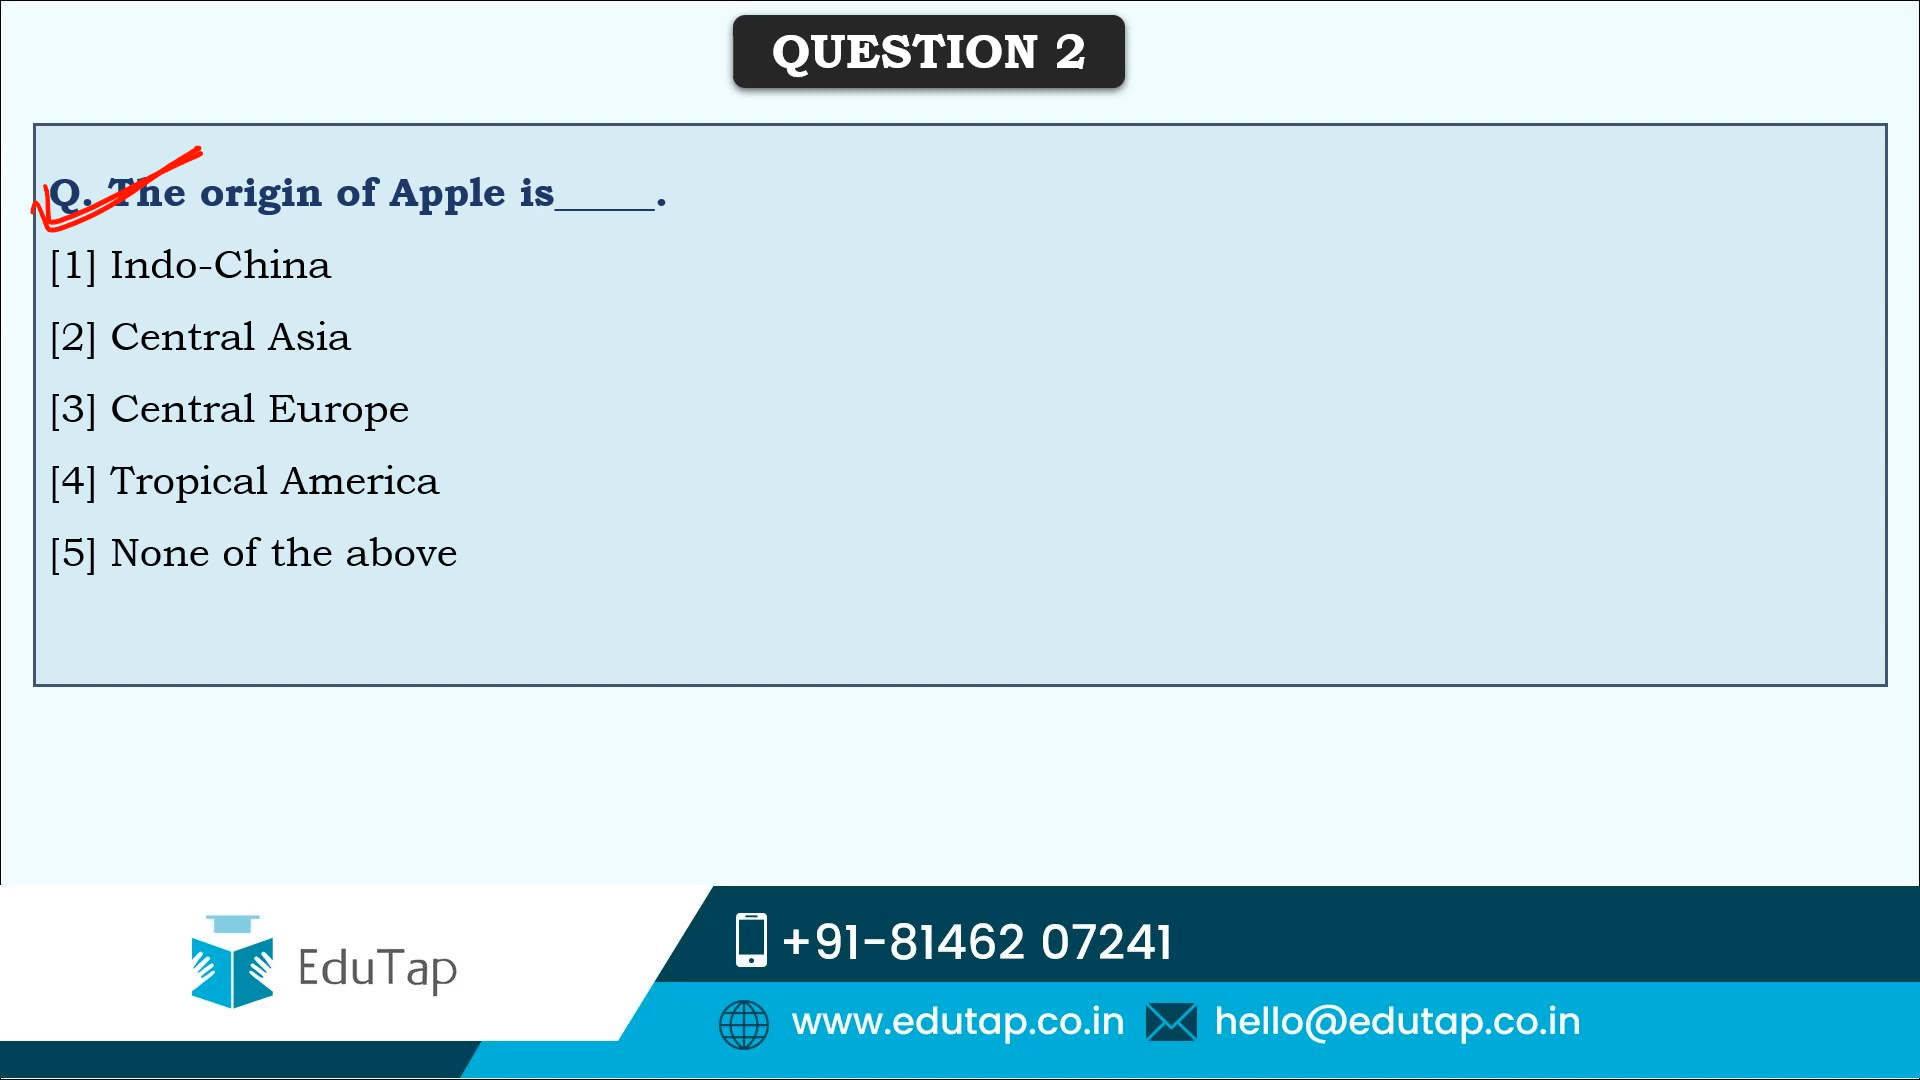 QUESTION 2
Q. The origin of Apple is_____.
[1] Indo-China
[2] Central Asia
[3] Central Europe
[4] Tropical America
[5] None of the above
EduTap
+91-81462 07241
www.edutap.co.in hello@edutap.co.in